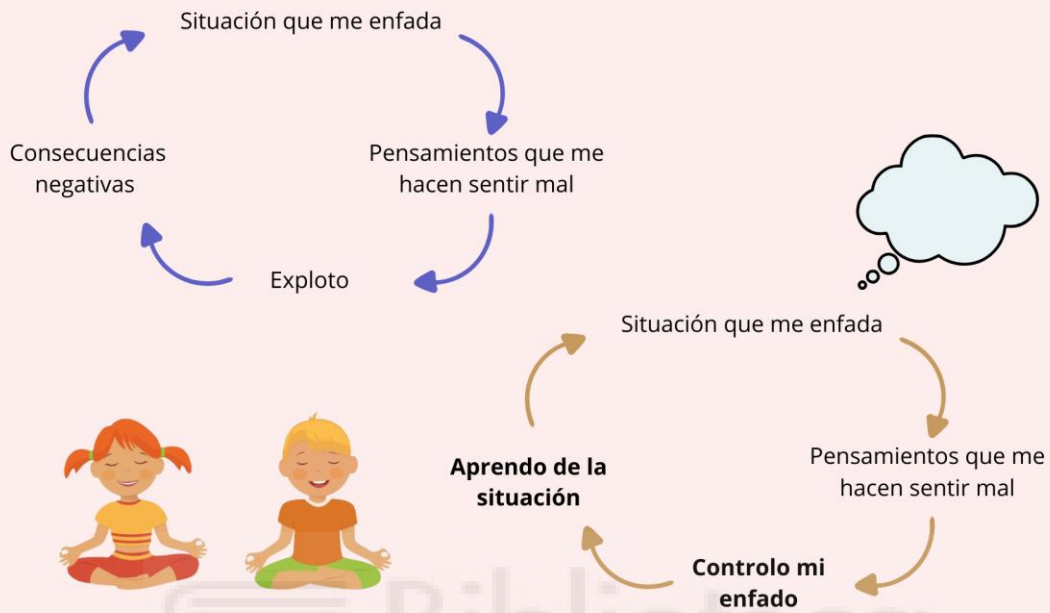 Situación que me enfada
Consecuencias
negativas
Pensamientos que me
hacen sentir mal
Exploto
Situación que me enfada
Aprendo de la
situación
Pensamientos que me
hacen sentir mal
Controlo mi
enfado